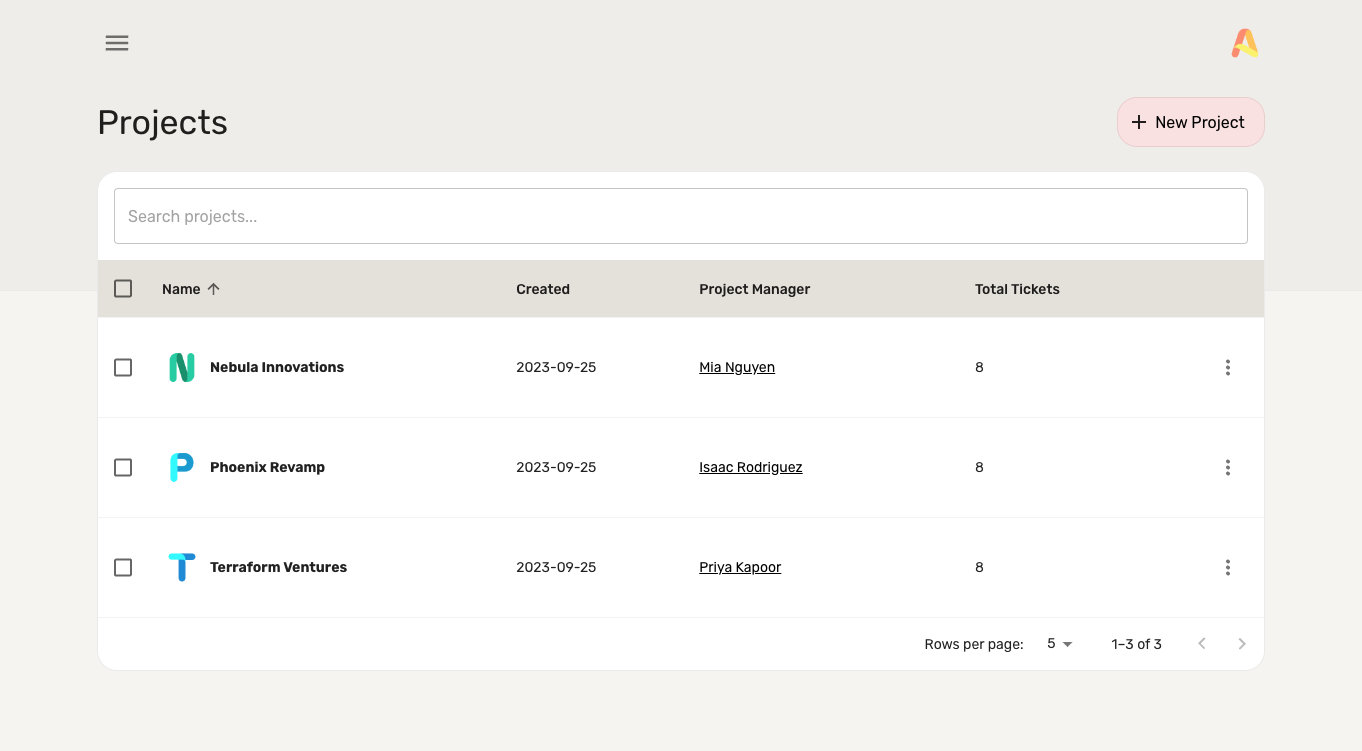 Projects
+ New Project
Search projects...
Name Created Project Manager Total Tickets
Nebula Innovations 2023-09-25 Mia Nguyen 8
Phoenix Revamp 2023-09-25 Isaac Rodriguez 8
Terraform Ventures 2023-09-25 Priya Kapoor 8
Rows per page: 5 1–3 of 3